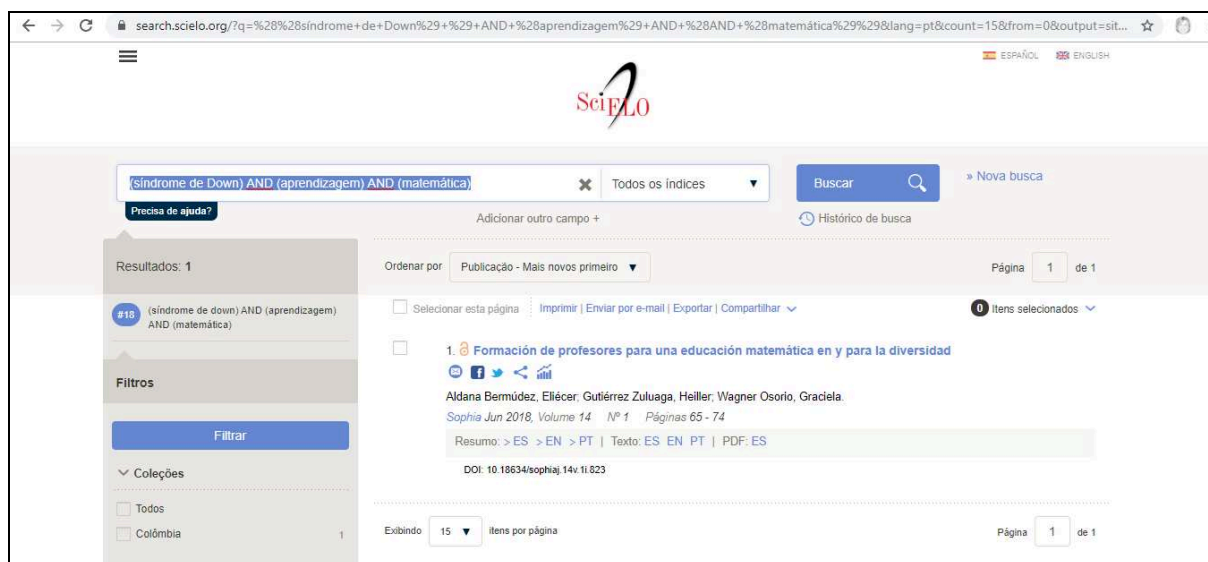 search.scielo.org/?q=%28%28síndrome+de+Down%29+%29++AND+%28aprendizagem%29+AND+%28AND+%28matemática%29%29&lang=pt&count=15&from=0&output=sit...
ESPAÑOL ENGLISH
SciELO
(síndrome de Down) AND (aprendizagem) AND (matemática)
Todos os índices
Buscar
» Nova busca
Precisa de ajuda?
Adicionar outro campo +
Histórico de busca
Resultados: 1
Ordenar por Publicação - Mais novos primeiro
Página 1 de 1
#18 (síndrome de down) AND (aprendizagem)
AND (matemática)
Selecionar esta página Imprimir | Enviar por e-mail | Exportar | Compartilhar
0 Itens selecionados
1. Formación de profesores para una educación matemática en y para la diversidad
Aldana Bermúdez, Eliécer; Gutiérrez Zuluaga, Heiller; Wagner Osorio, Graciela.
Sophia Jun 2018, Volume 14 Nº 1 Páginas 65 - 74
Resumo: > ES > EN > PT | Texto: ES EN PT | PDF: ES
DOI: 10.18634/sophiaj.14v.1i.823
Filtros
Filtrar
Coleções
Todos
Colômbia 1
Exibindo 15 itens por página
Página 1 de 1